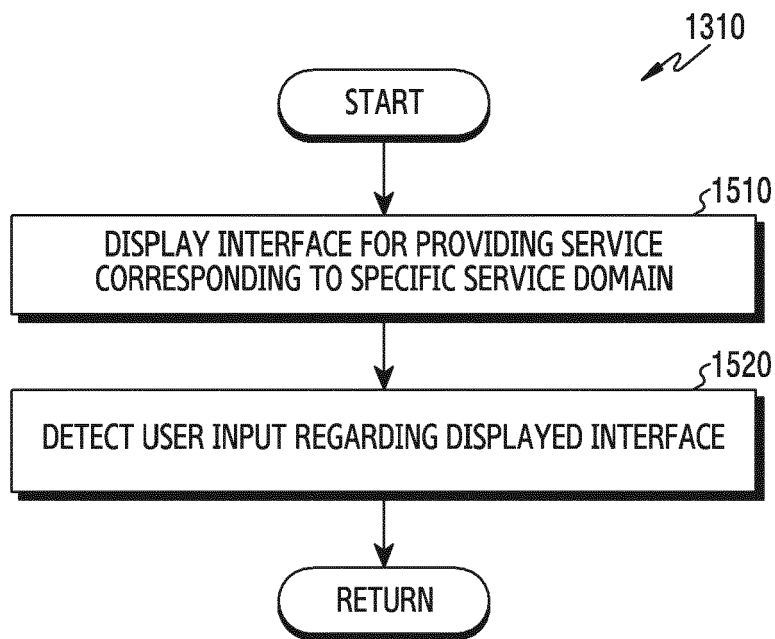 1310
START
1510
DISPLAY INTERFACE FOR PROVIDING SERVICE
CORRESPONDING TO SPECIFIC SERVICE DOMAIN
1520
DETECT USER INPUT REGARDING DISPLAYED INTERFACE
RETURN